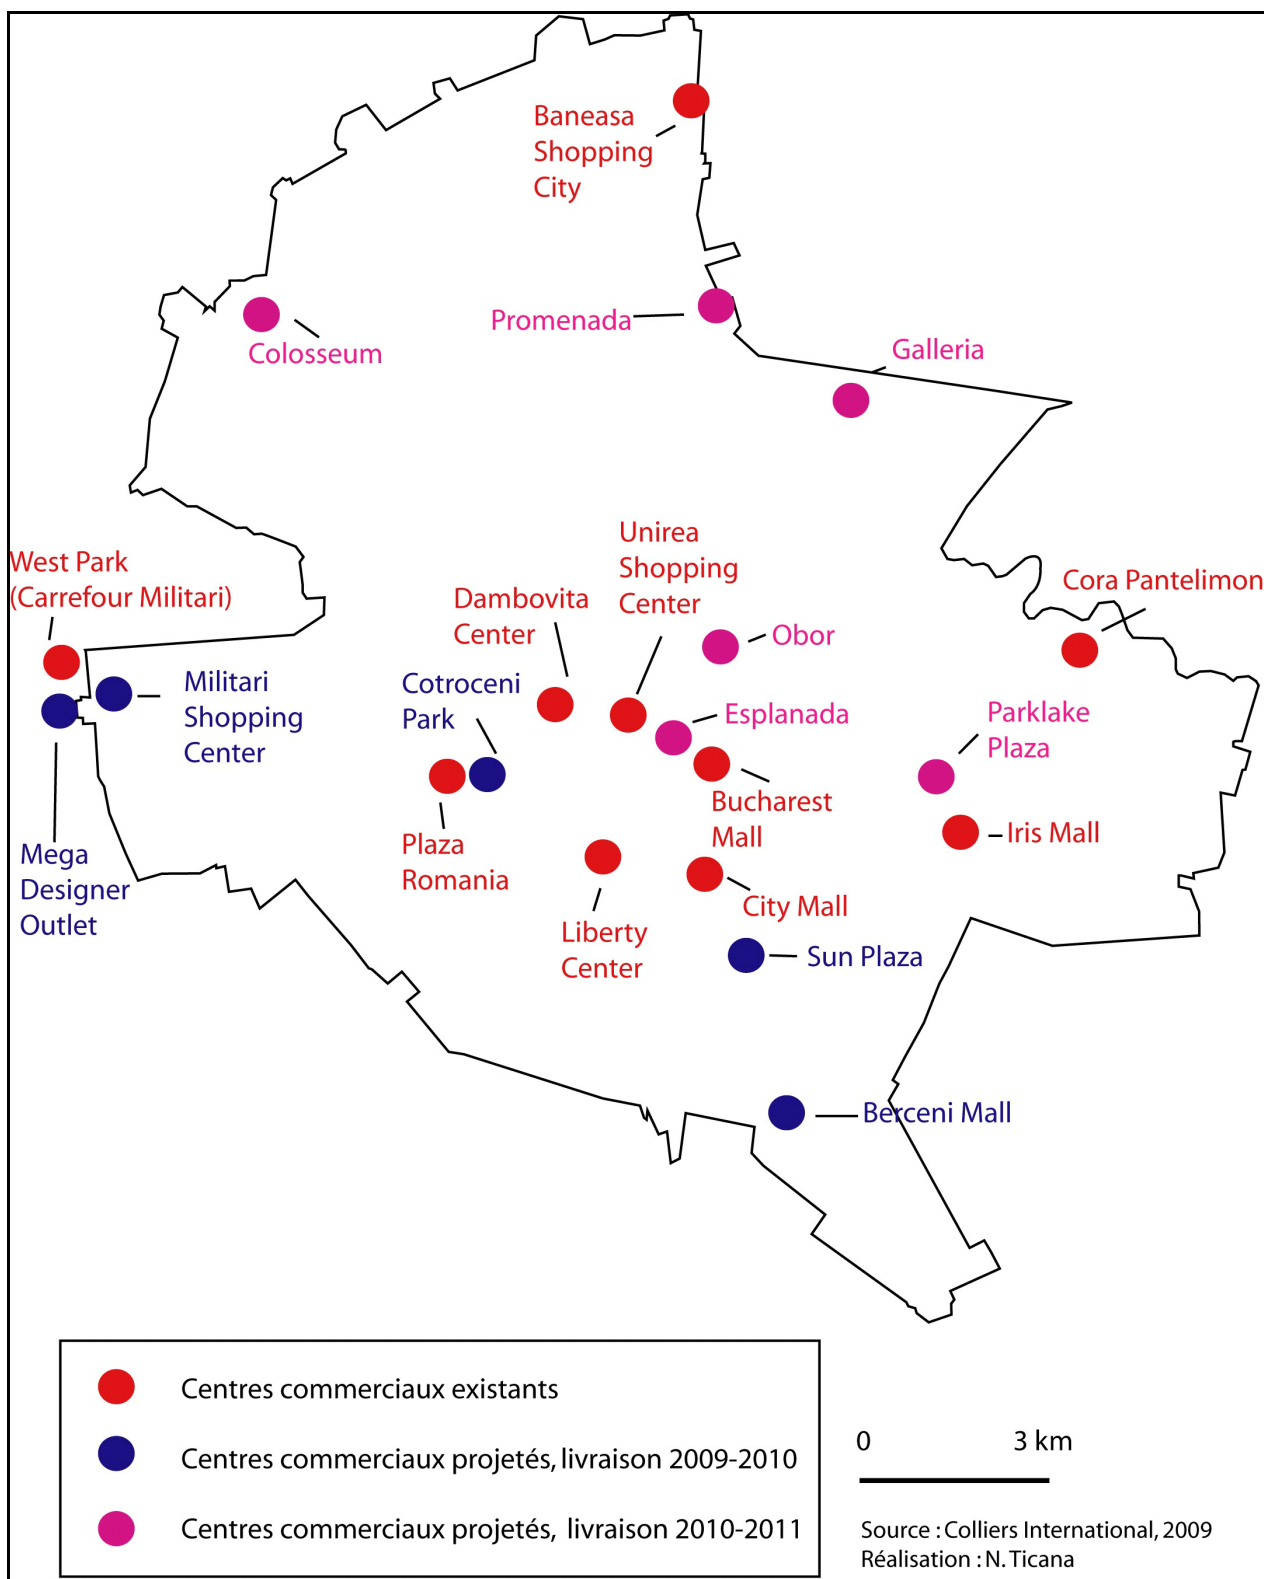 Baneasa
Shopping
City
Promenada
Colosseum
Galleria
West Park
(Carrefour Militari)
Unirea
Shopping
Center
Dambovita
Center
Cora Pantelimon
Obor
Militari
Shopping
Center
Cotroceni
Park
Esplanada
Parklake
Plaza
Bucharest
Mall
Iris Mall
Plaza
Romania
Mega
Designer
Outlet
City Mall
Liberty
Center
Sun Plaza
Berceni Mall
Centres commerciaux existants
Centres commerciaux projetés, livraison 2009-2010
Centres commerciaux projetés, livraison 2010-2011
0 3 km
Source : Colliers International, 2009
Réalisation : N. Ticana